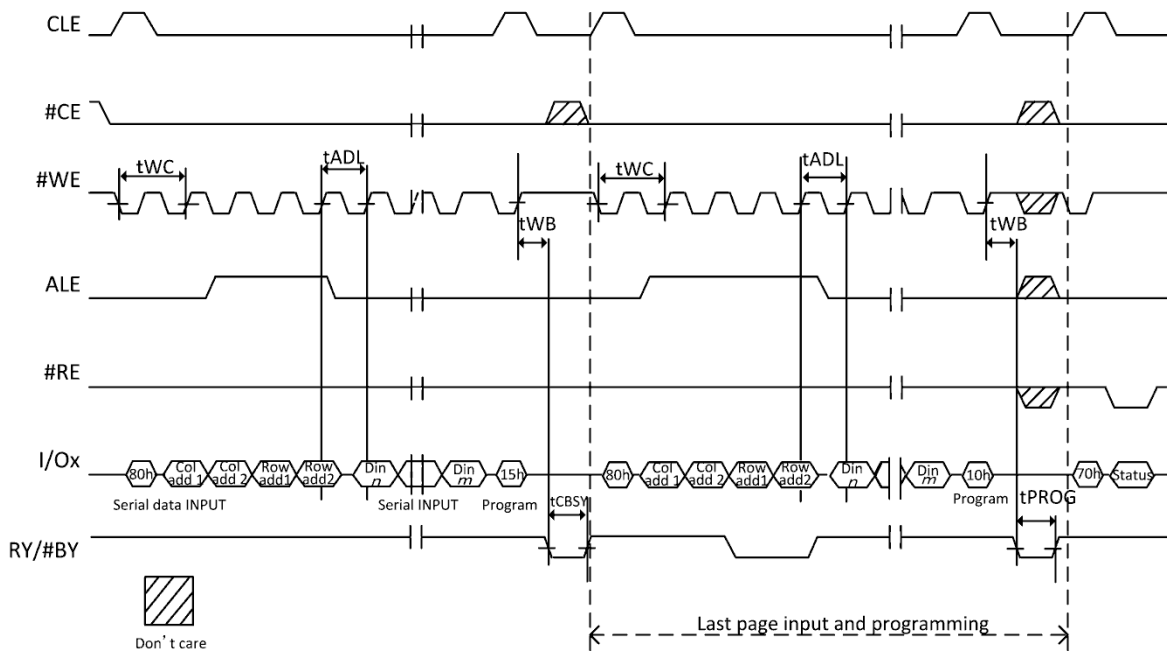 CLE
#CE
tWC
tADL
tWC
tADL
#WE
tWB
tWB
ALE
#RE
I/Ox
80h
Col add 1
Col add 2
Row add1
Row add2
Din n
Din m
15h
80h
Col add 1
Col add 2
Row add1
Row add2
Din n
Din m
10h
70h
Status
Serial data INPUT
Serial INPUT
Program
tCBSY
Program
tPROG
RY/#BY
Don't care
Last page input and programming